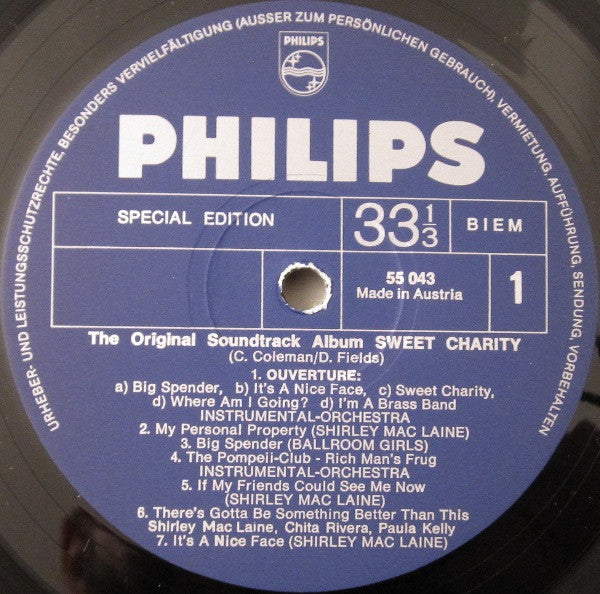 URHEBER- UND LEISTUNGSSCHUTZRECHTE, BESONDERS VERVIELFÄLTIGUNG (AUSSER ZUM PERSÖNLICHEN GEBRAUCH), VERMIETUNG, AUFFÜHRUNG, SENDUNG, VORBEHALTEN
PHILIPS
PHILIPS
SPECIAL EDITION
33 1/3
BIEM
55 043
Made in Austria
1
The Original Soundtrack Album SWEET CHARITY
(C. Coleman/D. Fields)
1. OUVERTURE:
a) Big Spender, b) It's A Nice Face, c) Sweet Charity,
d) Where Am I Going? d) I'm A Brass Band
INSTRUMENTAL-ORCHESTRA
2. My Personal Property (SHIRLEY MAC LAINE)
3. Big Spender (BALLROOM GIRLS)
4. The Pompeii-Club - Rich Man's Frug
INSTRUMENTAL-ORCHESTRA
5. If My Friends Could See Me Now
(SHIRLEY MAC LAINE)
6. There's Gotta Be Something Better Than This
Shirley Mac Laine, Chita Rivera, Paula Kelly
7. It's A Nice Face (SHIRLEY MAC LAINE)